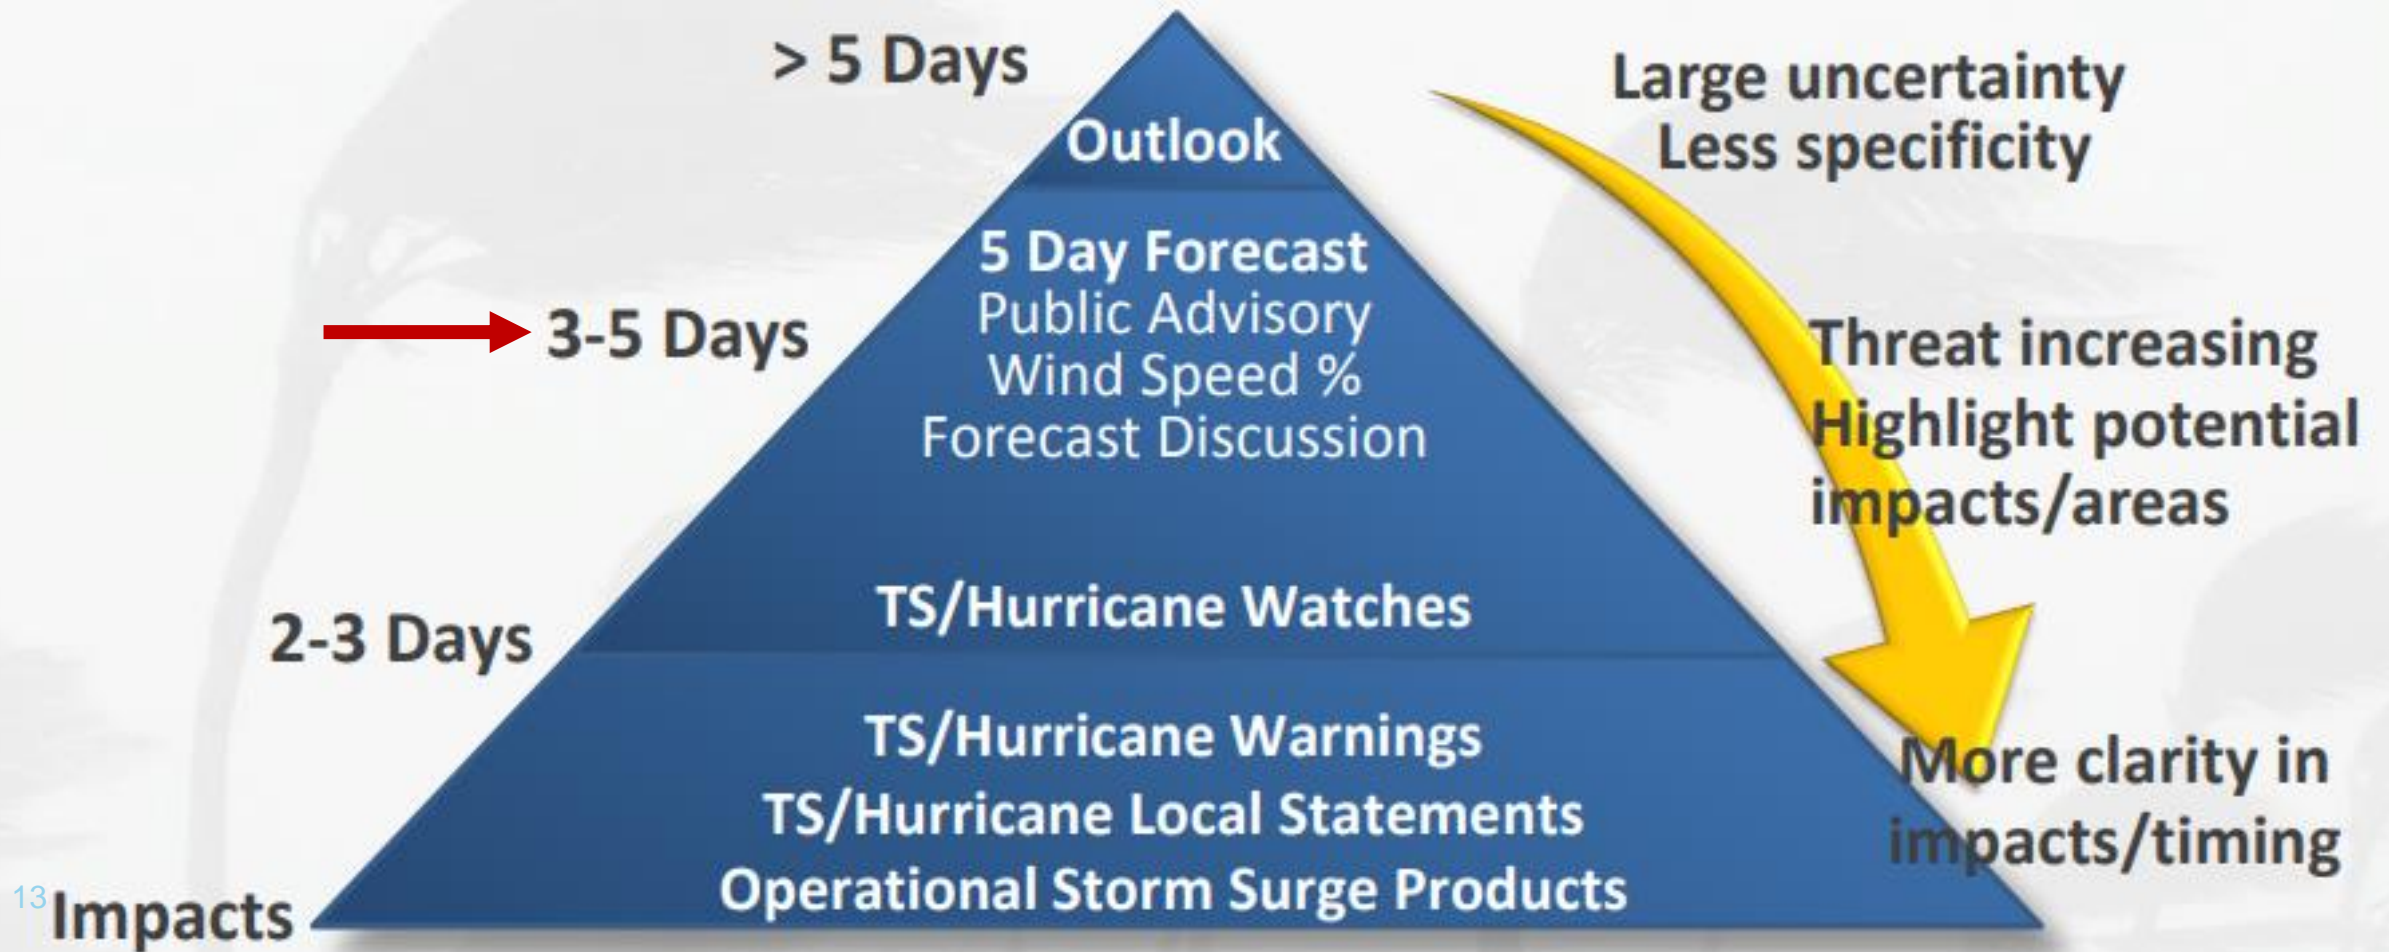 > 5 Days
Outlook
Large uncertainty
Less specificity
3-5 Days
5 Day Forecast
Public Advisory
Wind Speed %
Forecast Discussion
Threat increasing
Highlight potential
impacts/areas
2-3 Days
TS/Hurricane Watches
TS/Hurricane Warnings
TS/Hurricane Local Statements
Operational Storm Surge Products
More clarity in
impacts/timing
13
Impacts